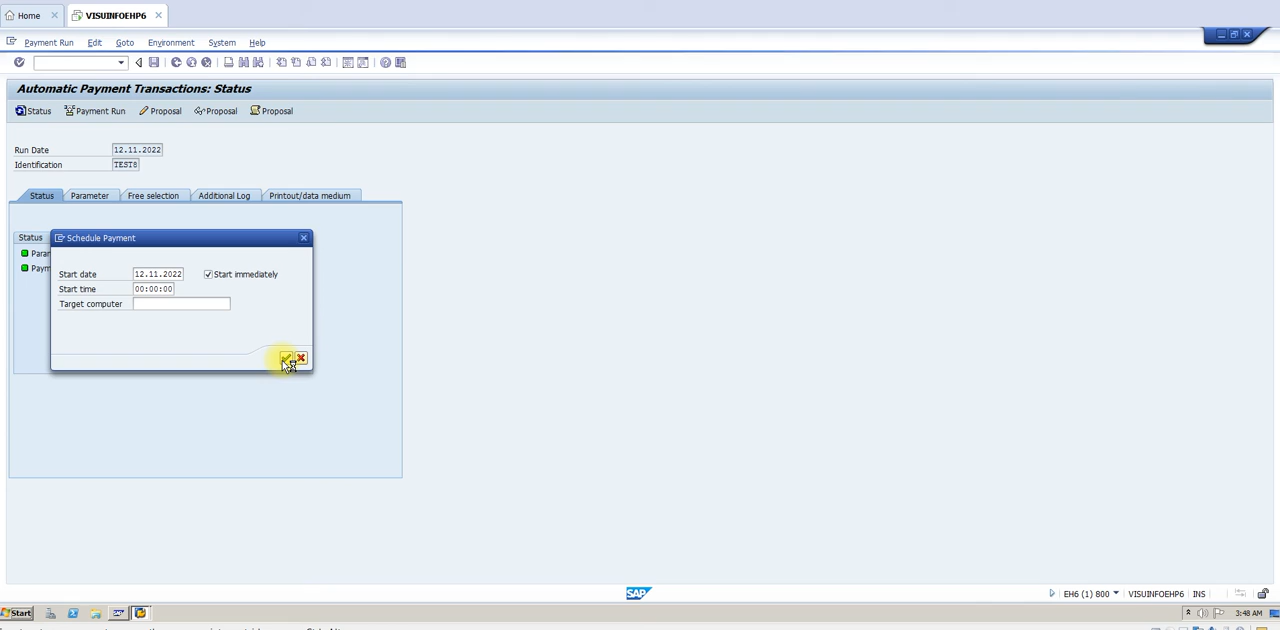 Home
VISUINFOEHP6
Payment Run Edit Goto Environment System Help
Automatic Payment Transactions: Status
Status Payment Run Proposal Proposal Proposal
Run Date 12.11.2022
Identification TEST8
Status Parameter Free selection Additional Log Printout/data medium
Status
Schedule Payment
Para
Paym
Start date 12.11.2022 Start immediately
Start time 00:00:00
Target computer
SAP
EH6 (1) 800 VISUINFOEHP6 INS
Start 3:48 AM